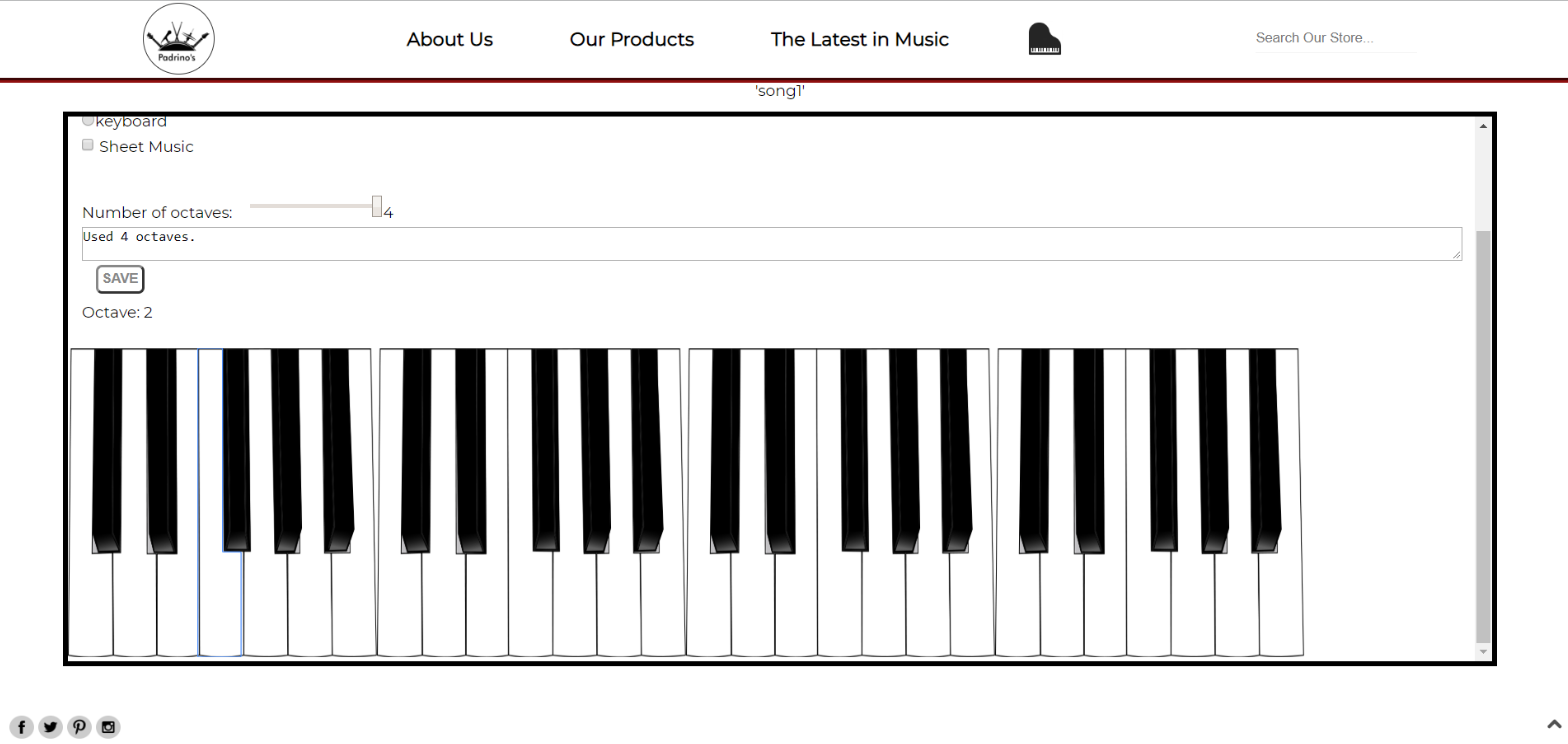 Padrino's
About Us
Our Products
The Latest in Music
Search Our Store...
'song1'
keyboard
Sheet Music
Number of octaves: 4
Used 4 octaves.
SAVE
Octave: 2